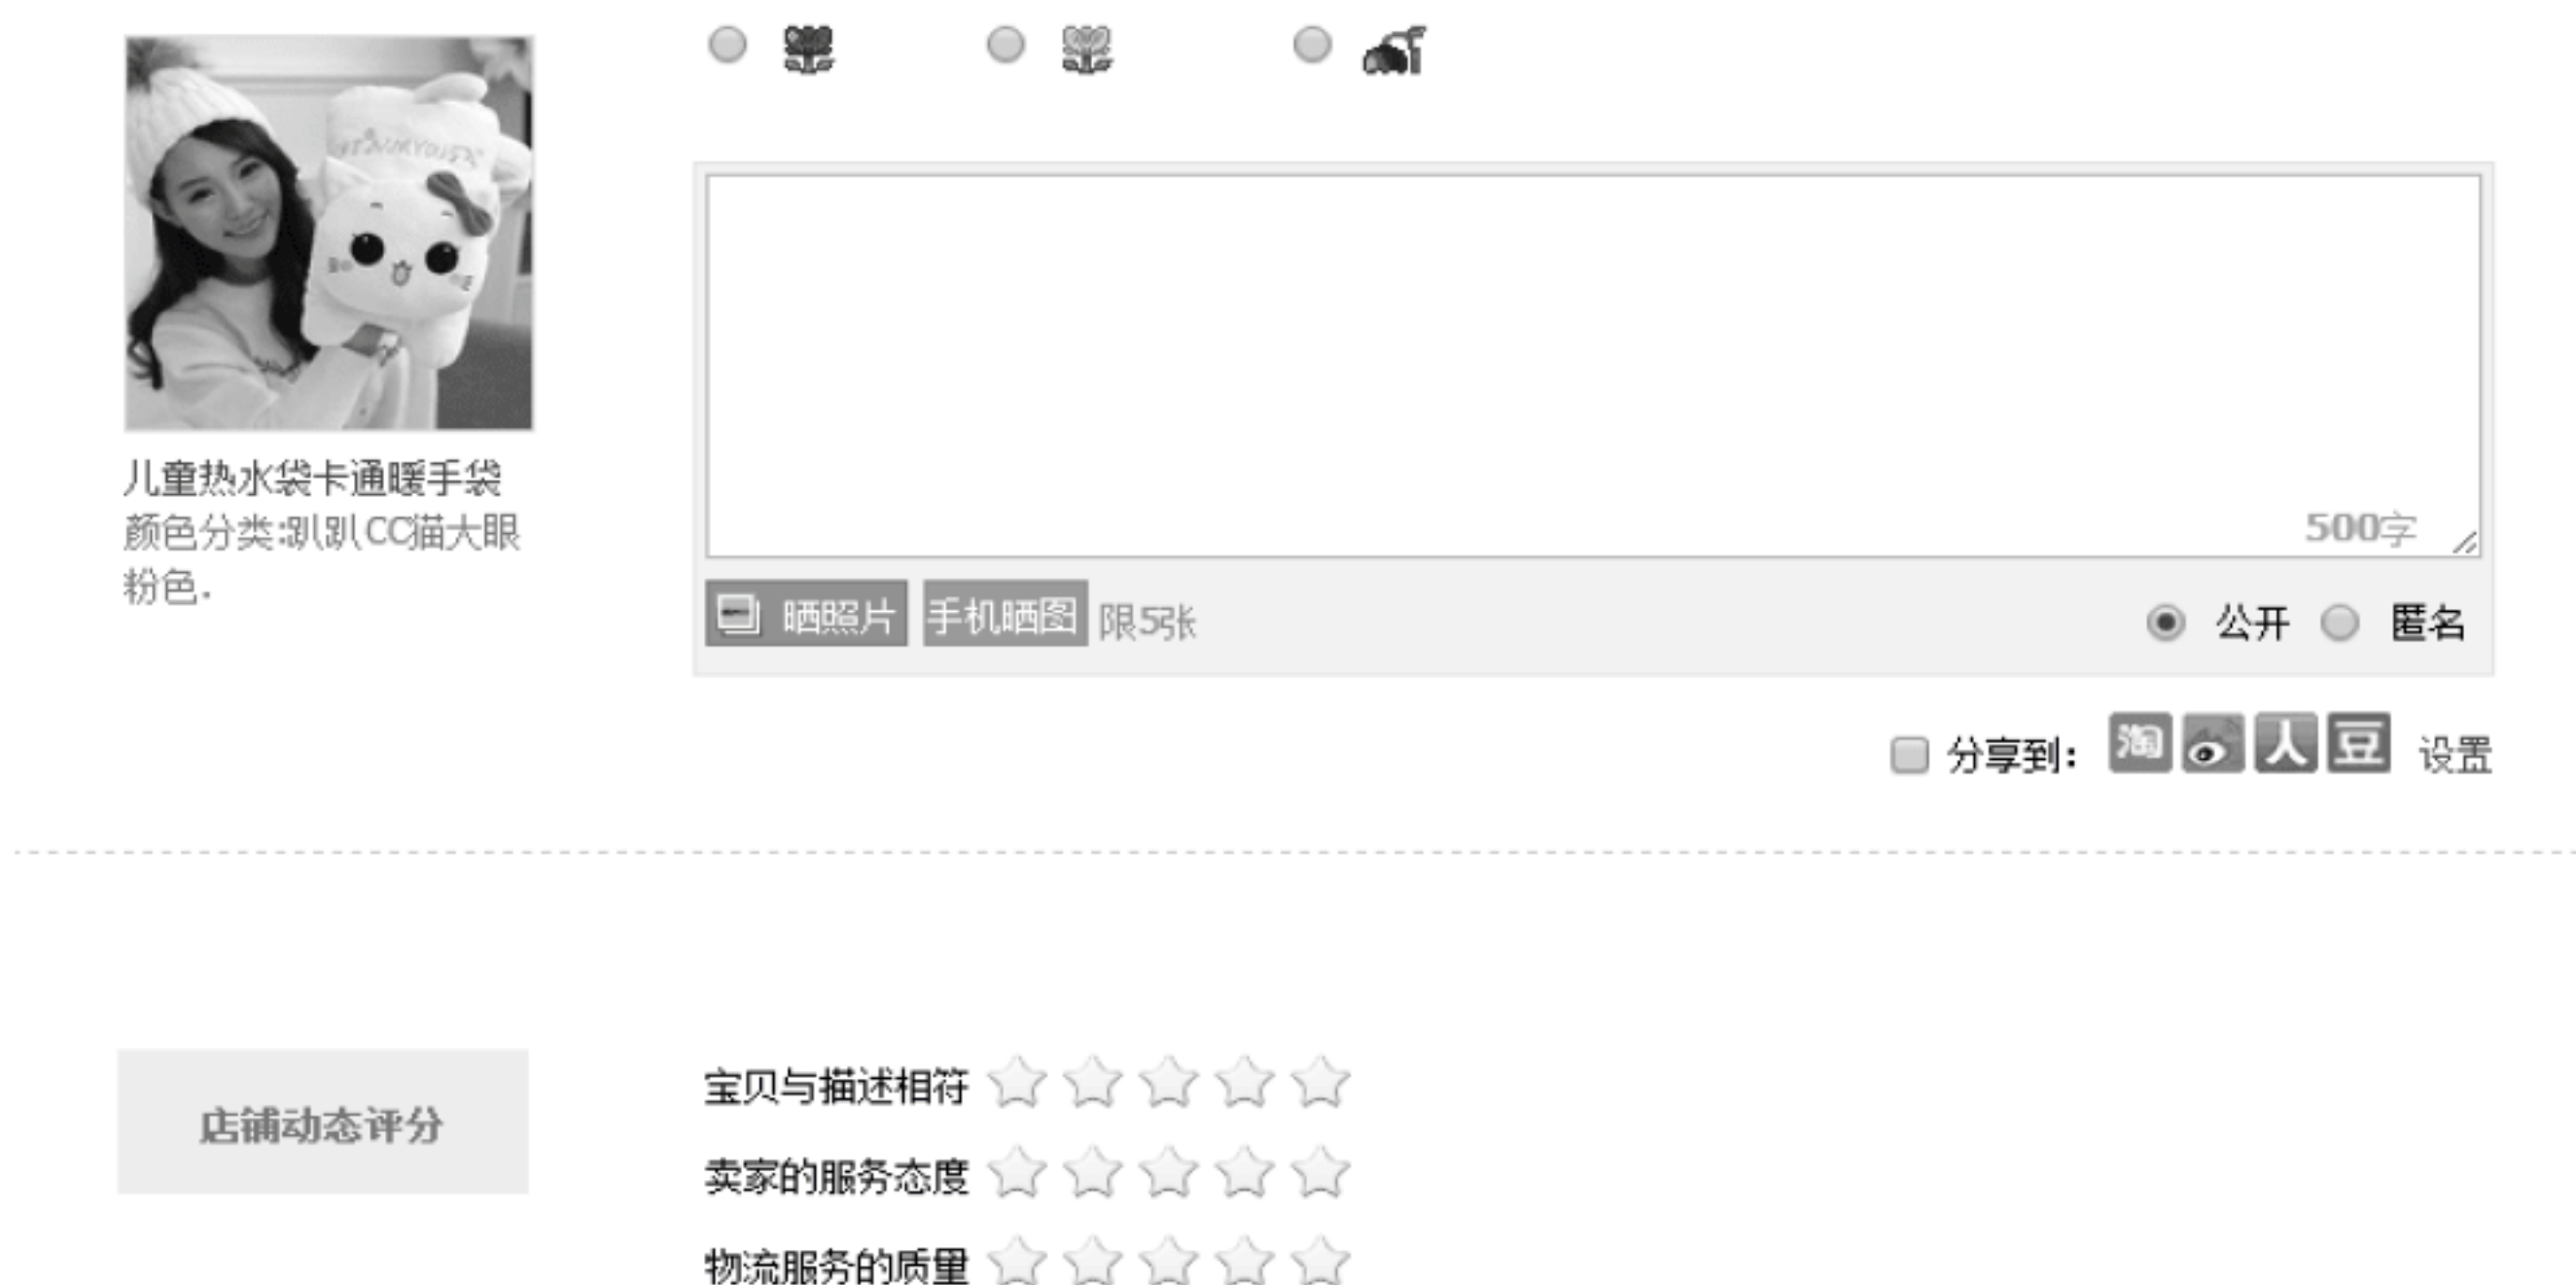 儿童热水袋卡通暖手袋
颜色分类:趴趴CC猫大眼
粉色.
500字
晒照片 手机晒图 限5张 公开 匿名
分享到: 淘 人 豆 设置
店铺动态评分
宝贝与描述相符
卖家的服务态度
物流服务的质量